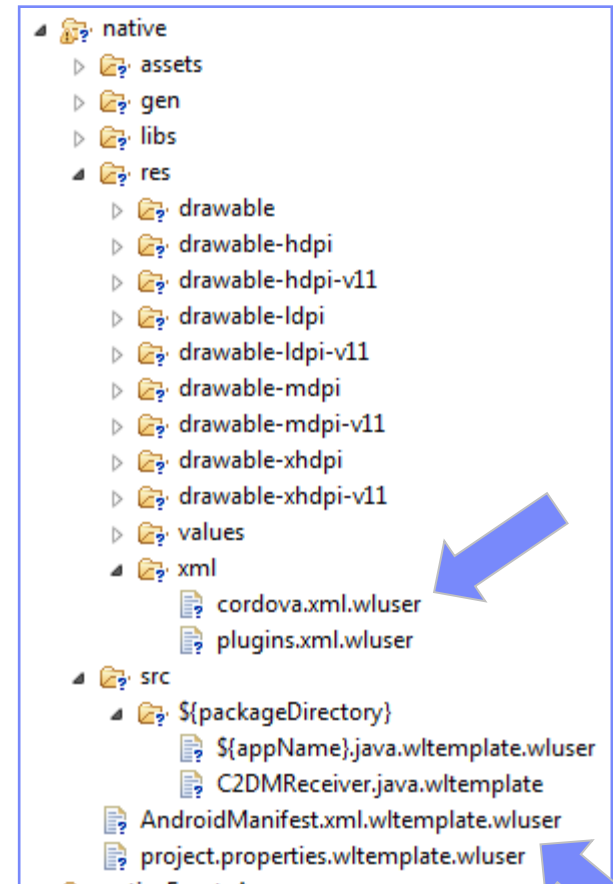 native
assets
gen
libs
res
drawable
drawable-hdpi
drawable-hdpi-v11
drawable-ldpi
drawable-ldpi-v11
drawable-mdpi
drawable-mdpi-v11
drawable-xhdpi
drawable-xhdpi-v11
values
xml
cordova.xml.wluser
plugins.xml.wluser
src
${packageDirectory}
${appName}.java.wltemplate.wluser
C2DMReceiver.java.wltemplate
AndroidManifest.xml.wltemplate.wluser
project.properties.wltemplate.wluser